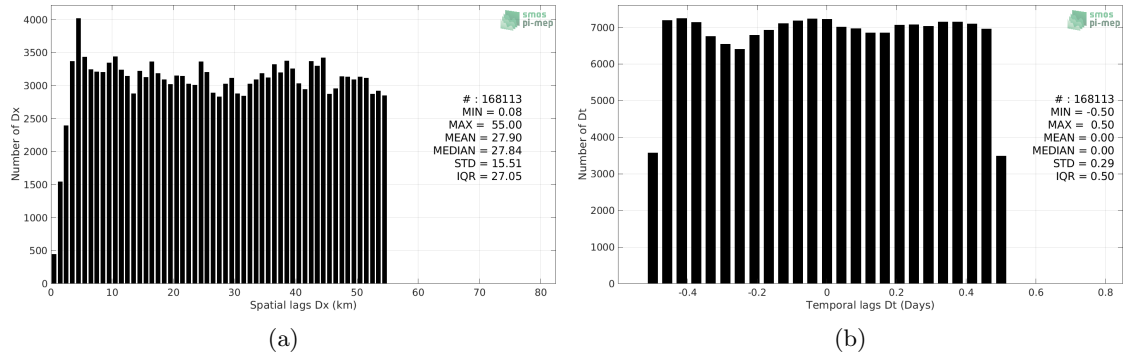 smos
pi-mep
4000
3500
3000
2500
2000
1500
1000
500
0
Number of Dx
# : 168113
MIN = 0.08
MAX = 55.00
MEAN = 27.90
MEDIAN = 27.84
STD = 15.51
IQR = 27.05
0 10 20 30 40 50 60 70 80
Spatial lags Dx (km)
(a)
smos
pi-mep
7000
6000
5000
4000
3000
2000
1000
0
Number of Dt
# : 168113
MIN = -0.50
MAX = 0.50
MEAN = 0.00
MEDIAN = 0.00
STD = 0.29
IQR = 0.50
-0.4 -0.2 0 0.2 0.4 0.6 0.8
Temporal lags Dt (Days)
(b)